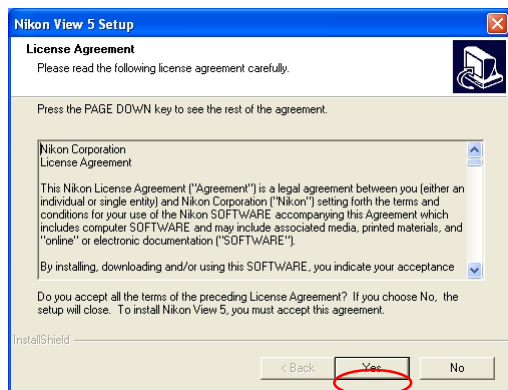 Nikon View 5 Setup
License Agreement
Please read the following license agreement carefully.
Press the PAGE DOWN key to see the rest of the agreement.
Nikon Corporation
License Agreement
This Nikon License Agreement ("Agreement") is a legal agreement between you (either an
individual or single entity) and Nikon Corporation ("Nikon") setting forth the terms and
conditions for your use of the Nikon SOFTWARE accompanying this Agreement which
includes computer SOFTWARE and may include associated media, printed materials, and
"online" or electronic documentation ("SOFTWARE").
By installing, downloading and/or using this SOFTWARE, you indicate your acceptance
Do you accept all the terms of the preceding License Agreement? If you choose No, the
setup will close. To install Nikon View 5, you must accept this agreement.
InstallShield
< Back Yes No